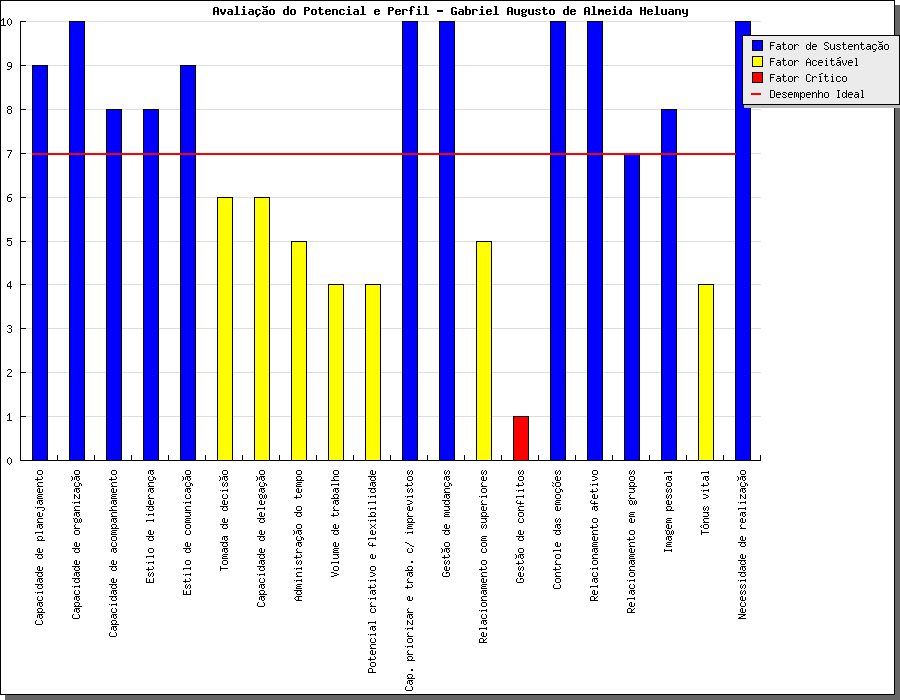 Avaliação do Potencial e Perfil - Gabriel Augusto de Almeida Heluany
Fator de Sustentação
Fator Aceitável
Fator Crítico
Desempenho Ideal
10
9
8
7
6
5
4
3
2
1
0
Capacidade de planejamento
Capacidade de organização
Capacidade de acompanhamento
Estilo de liderança
Estilo de comunicação
Tomada de decisão
Capacidade de delegação
Administração do tempo
Volume de trabalho
Potencial criativo e flexibilidade
Cap. priorizar e trab. c/ imprevistos
Gestão de mudanças
Relacionamento com superiores
Gestão de conflitos
Controle das emoções
Relacionamento afetivo
Relacionamento em grupos
Imagem pessoal
Tônus vital
Necessidade de realização